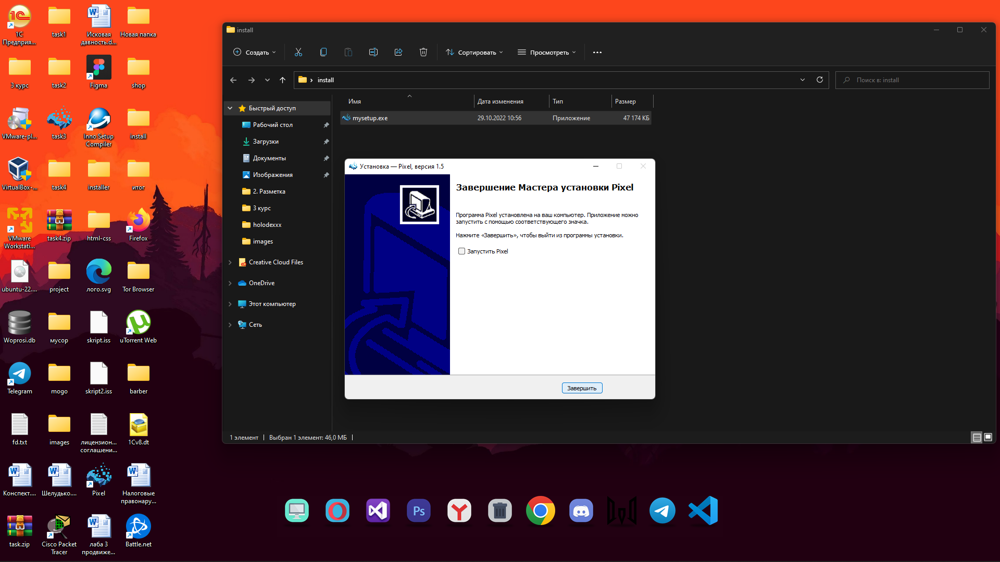 1С
Предприя...
task1
Исковая
давность.d...
Новая папка
3 курс
task2
Figma
shop
VMware-pl...
task3
Inno Setup
Compiler
install
VirtualBox-...
task4
installer
итог
VMware
Workstati...
task4.zip
html-css
Firefox
ubuntu-22....
project
лого.svg
Tor Browser
Woprosi.db
мусор
skript.iss
uTorrent Web
Telegram
mogo
skript2.iss
barber
fd.txt
images
лицензион...
соглашени...
1Cv8.dt
Конспект....
Шелудько....
Pixel
Налоговые
правонару...
task.zip
Cisco Packet
Tracer
лаба 3
продвиже...
Battle.net
install
Создать
Сортировать
Просмотреть
install
Поиск в: install
Имя
Дата изменения
Тип
Размер
mysetup.exe
29.10.2022 10:56
Приложение
47 174 КБ
Быстрый доступ
Рабочий стол
Загрузки
Документы
Изображения
2. Разметка
3 курс
holodexxx
images
Creative Cloud Files
OneDrive
Этот компьютер
Сеть
Установка — Pixel, версия 1.5
Завершение Мастера установки Pixel
Программа Pixel установлена на ваш компьютер. Приложение можно
запустить с помощью соответствующего значка.
Нажмите «Завершить», чтобы выйти из программы установки.
Запустить Pixel
Завершить
1 элемент
Выбран 1 элемент: 46,0 МБ
Ps